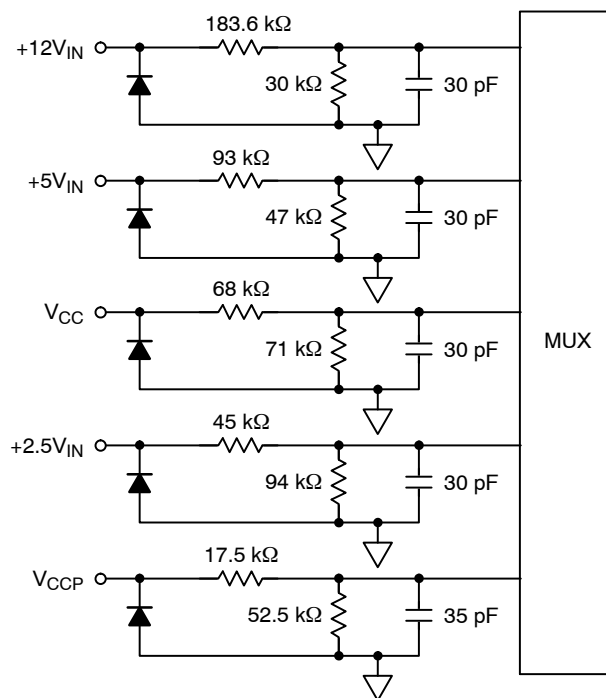 183.6 kΩ
+12V_IN
30 kΩ
30 pF
93 kΩ
+5V_IN
47 kΩ
30 pF
68 kΩ
V_CC
71 kΩ
30 pF
MUX
45 kΩ
+2.5V_IN
94 kΩ
30 pF
17.5 kΩ
V_CCP
52.5 kΩ
35 pF